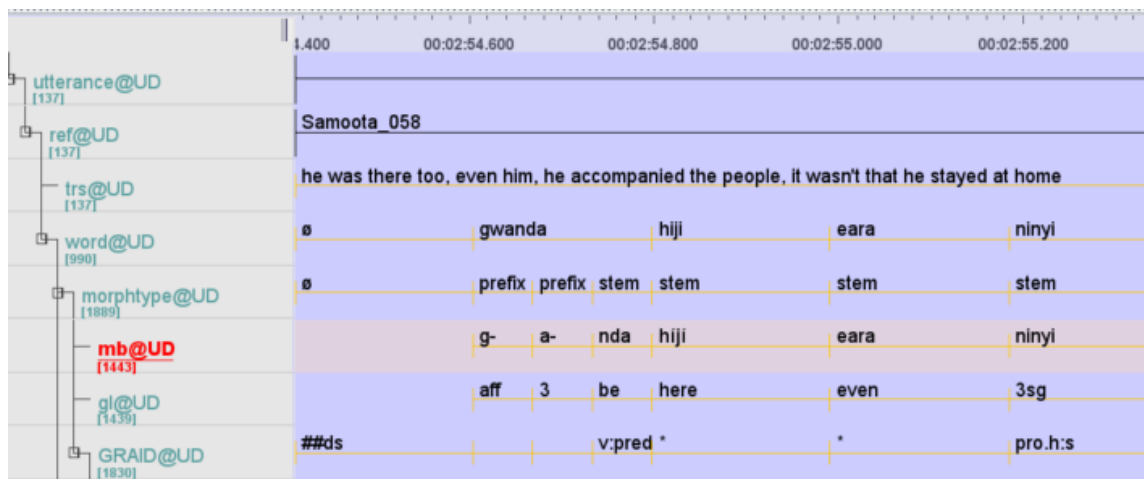 1.400 00:02:54.600 00:02:54.800 00:02:55.000 00:02:55.200
utterance@UD
[137]
ref@UD Samoota_058
[137]
trs@UD he was there too, even him, he accompanied the people, it wasn't that he stayed at home
[137]
word@UD ø gwanda hiji eara ninyi
[990]
morphtype@UD ø prefix prefix stem stem stem stem
[1889]
mb@UD g- a- nda híjí eara ninyi
[1443]
gl@UD aff 3 be here even 3sg
[1439]
GRAID@UD ##ds v:pred * * pro.h:s
[1830]